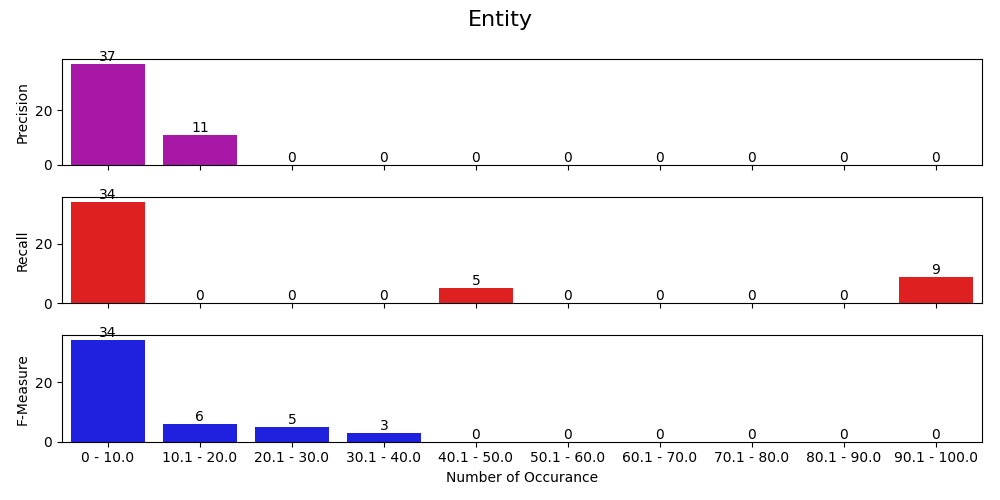 Entity
Precision
20
0
37 11 0 0 0 0 0 0 0 0
Recall
20
0
34 0 0 0 5 0 0 0 0 9
F-Measure
20
0
34 6 5 3 0 0 0 0 0 0
0 - 10.0 10.1 - 20.0 20.1 - 30.0 30.1 - 40.0 40.1 - 50.0 50.1 - 60.0 60.1 - 70.0 70.1 - 80.0 80.1 - 90.0 90.1 - 100.0
Number of Occurance